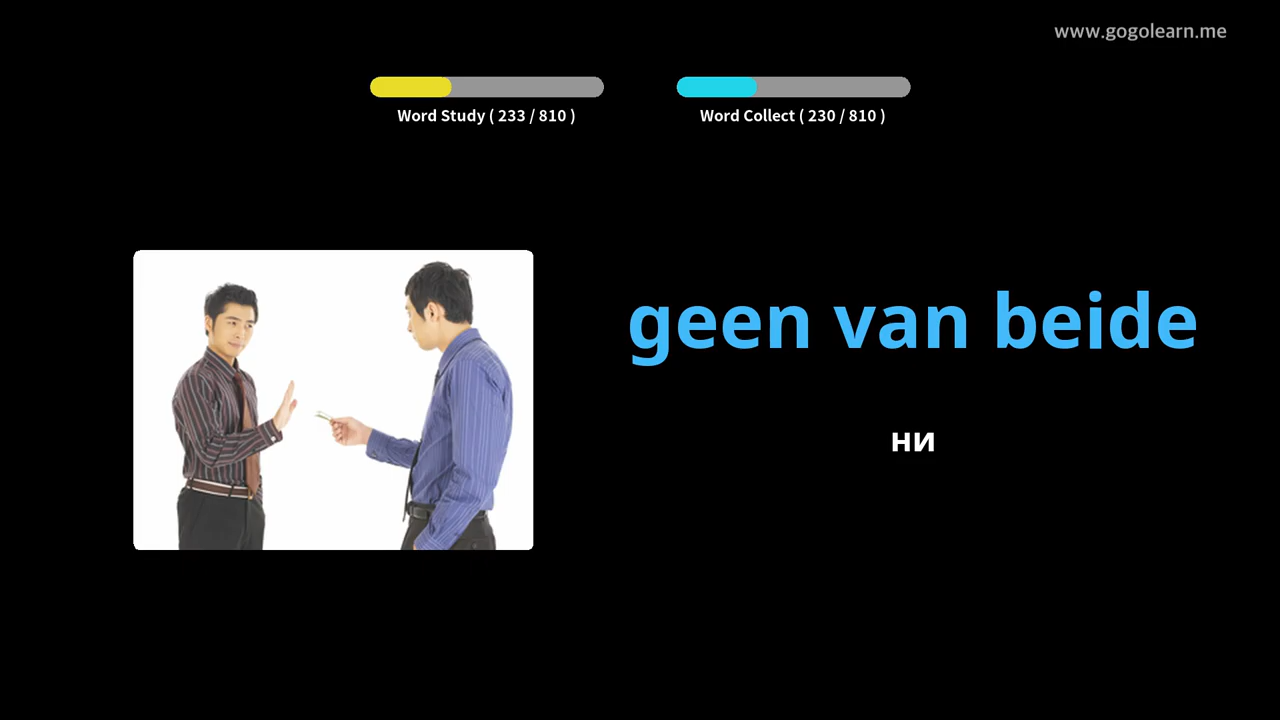 www.gogolearn.me
Word Study ( 233 / 810 )
Word Collect ( 230 / 810 )
geen van beide
ни